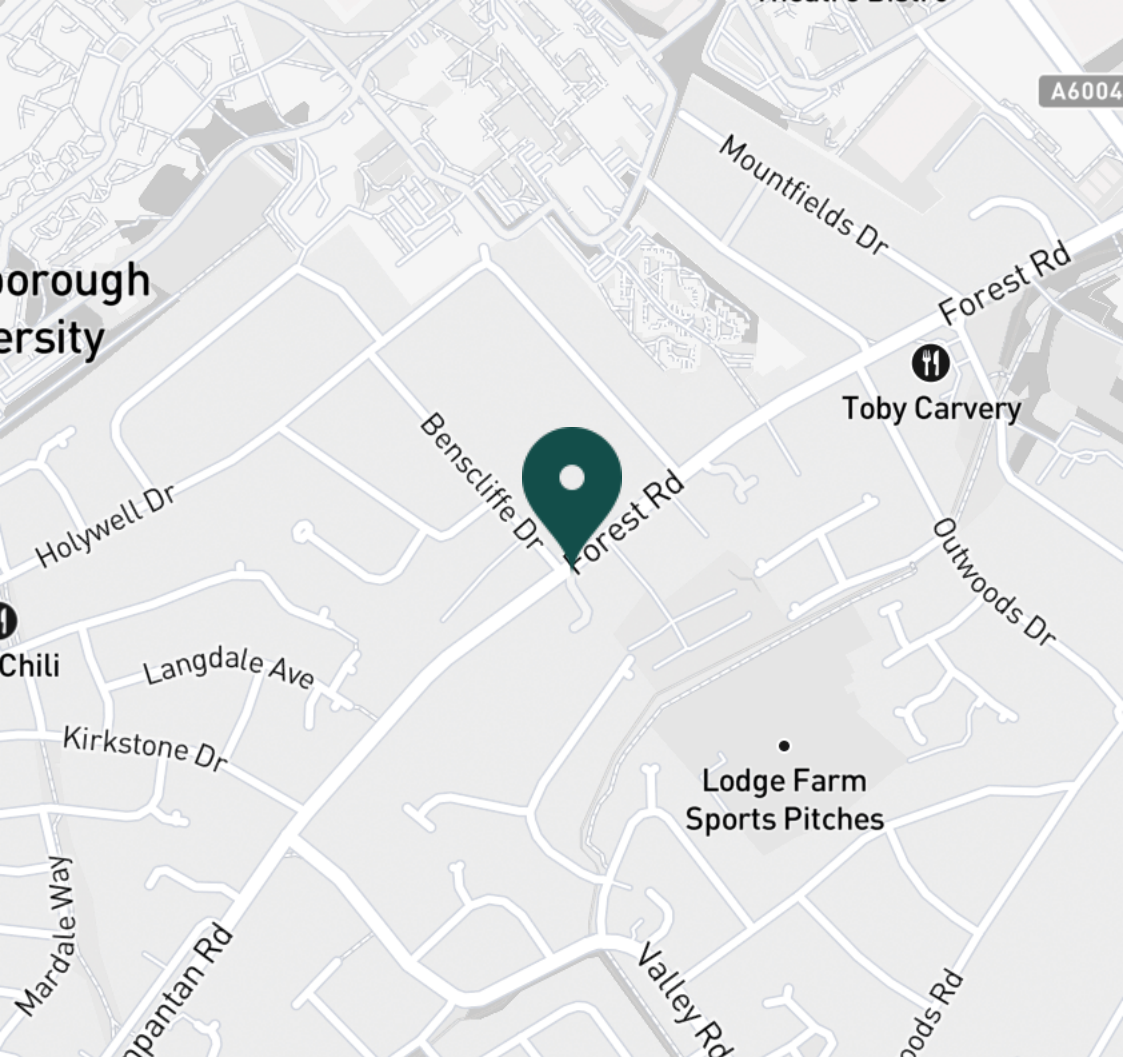 A6004
Mountfields Dr
Forest Rd
borough
ersity
Toby Carvery
Benscliffe Dr
Forest Rd
Holywell Dr
Outwoods Dr
Chili
Langdale Ave
Kirkstone Dr
Lodge Farm
Sports Pitches
Mardale Way
npantan Rd
Valley Rd
oods Rd